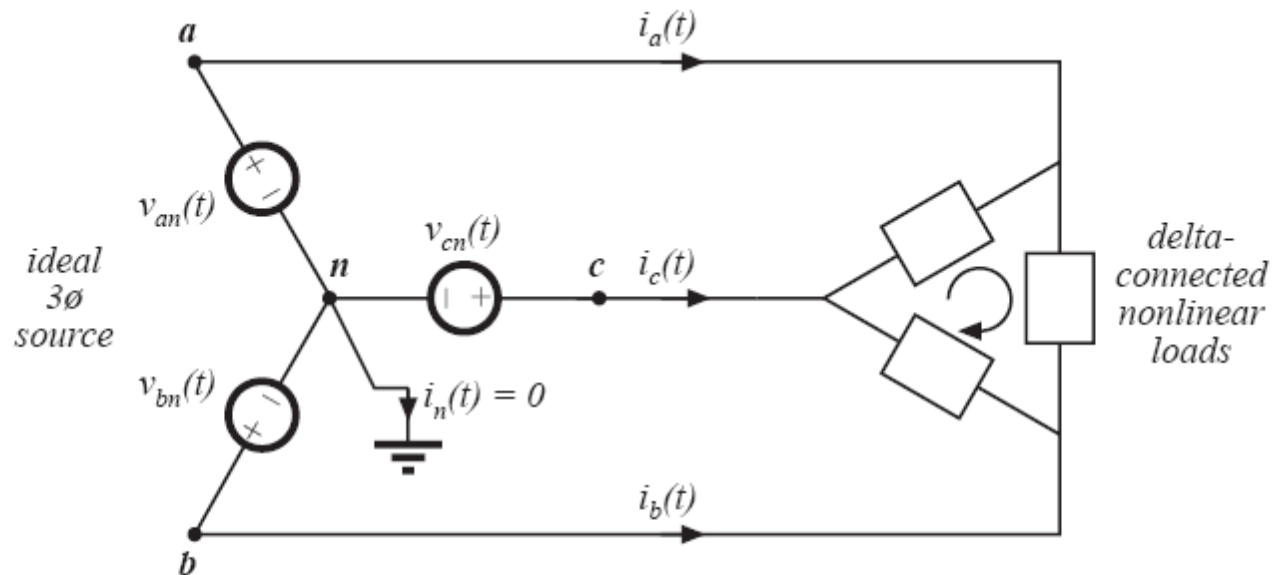 a
i_a(t)
+
−
v_an(t)
v_cn(t)
ideal
3ø
source
n
−
+
c
i_c(t)
delta-
connected
nonlinear
loads
v_bn(t)
−
+
i_n(t) = 0
i_b(t)
b